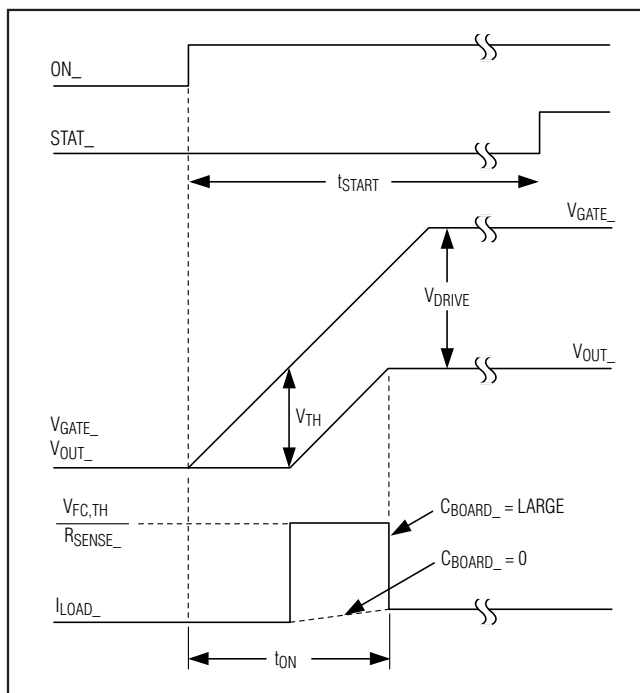 ON_
STAT_
tSTART
VGATE_
VDRIVE
VOUT_
VTH
VGATE_
VOUT_
VFC,TH
RSENSE_
CBOARD_ = LARGE
CBOARD_ = 0
ILOAD_
tON